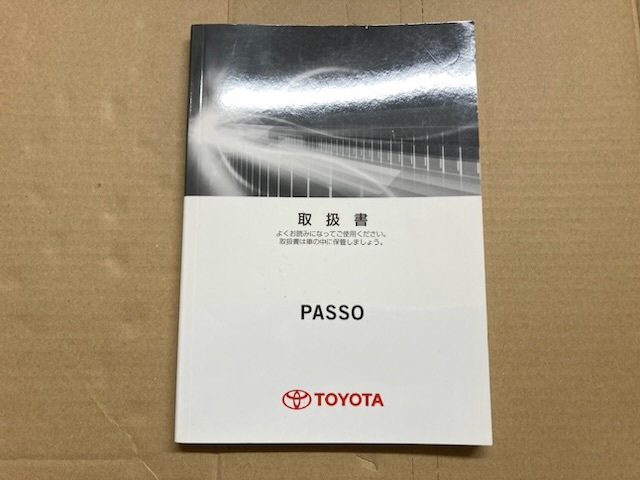 取扱書
よくお読みになってご使用ください。
取扱書は車の中に保管しましょう。
PASSO
TOYOTA